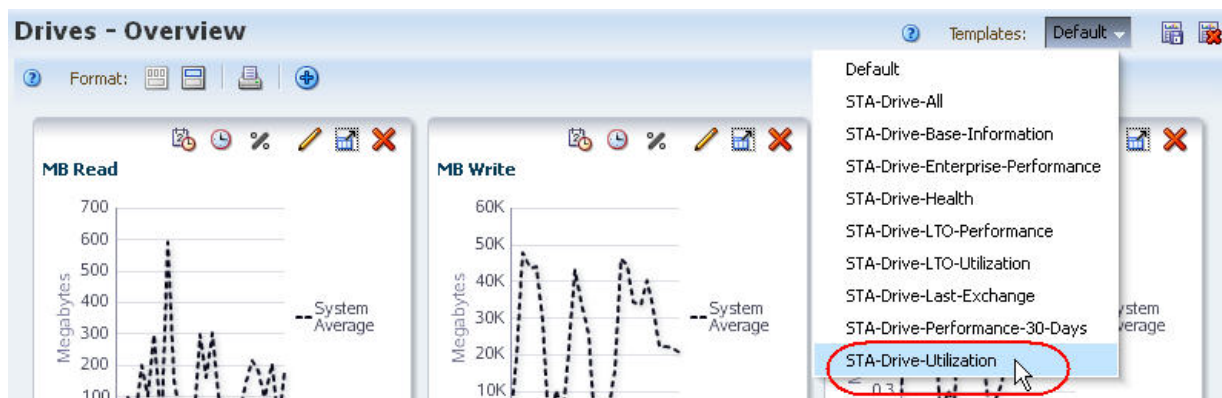 Drives - Overview
Templates: Default
Format:
Default
STA-Drive-All
STA-Drive-Base-Information
STA-Drive-Enterprise-Performance
STA-Drive-Health
STA-Drive-LTO-Performance
STA-Drive-LTO-Utilization
STA-Drive-Last-Exchange
STA-Drive-Performance-30-Days
STA-Drive-Utilization
MB Read
700
600
500
400
300
200
100
Megabytes
System
Average
MB Write
60K
50K
40K
30K
20K
10K
Megabytes
System
Average
ystem
verage
0.3